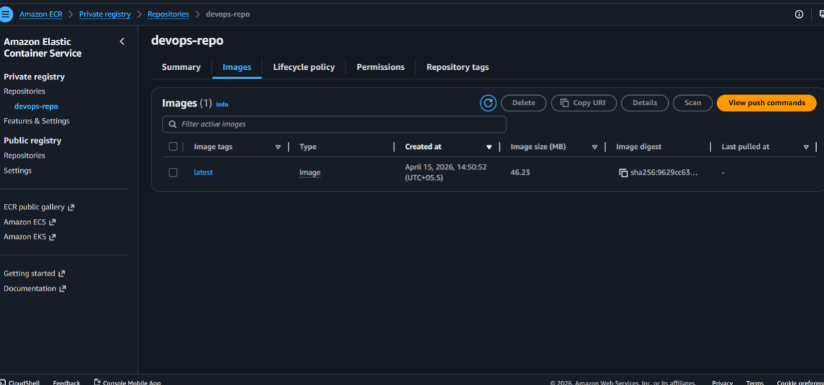 Amazon ECR > Private registry > Repositories > devops-repo
Amazon Elastic
Container Service
Private registry
Repositories
devops-repo
Features & Settings
Public registry
Repositories
Settings
ECR public gallery
Amazon ECS
Amazon EKS
Getting started
Documentation
devops-repo
Summary Images Lifecycle policy Permissions Repository tags
Images (1) Info
Delete Copy URI Details Scan View push commands
Filter active images
Image tags Type Created at Image size (MB) Image digest Last pulled at
latest Image April 15, 2026, 14:50:52
(UTC+05.5) 46.23 sha256:9629cc63... -
CloudShell Feedback Console Mobile App © 2026, Amazon Web Services, Inc. or its affiliates. Privacy Terms Cookie preferenc